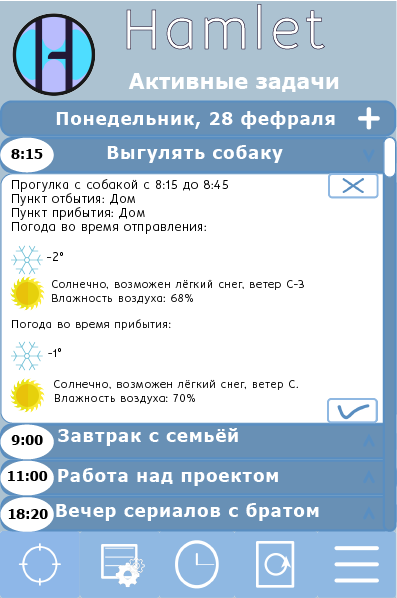 Hamlet
Активные задачи
Понедельник, 28 фефраля
8:15 Выгулять собаку
Прогулка с собакой с 8:15 до 8:45
Пункт отбытия: Дом
Пункт прибытия: Дом
Погода во время отправления:
-2°
Солнечно, возможен лёгкий снег, ветер С-З
Влажность воздуха: 68%
Погода во время прибытия:
-1°
Солнечно, возможен лёгкий снег, ветер С.
Влажность воздуха: 70%
9:00 Завтрак с семьёй
11:00 Работа над проектом
18:20 Вечер сериалов с братом